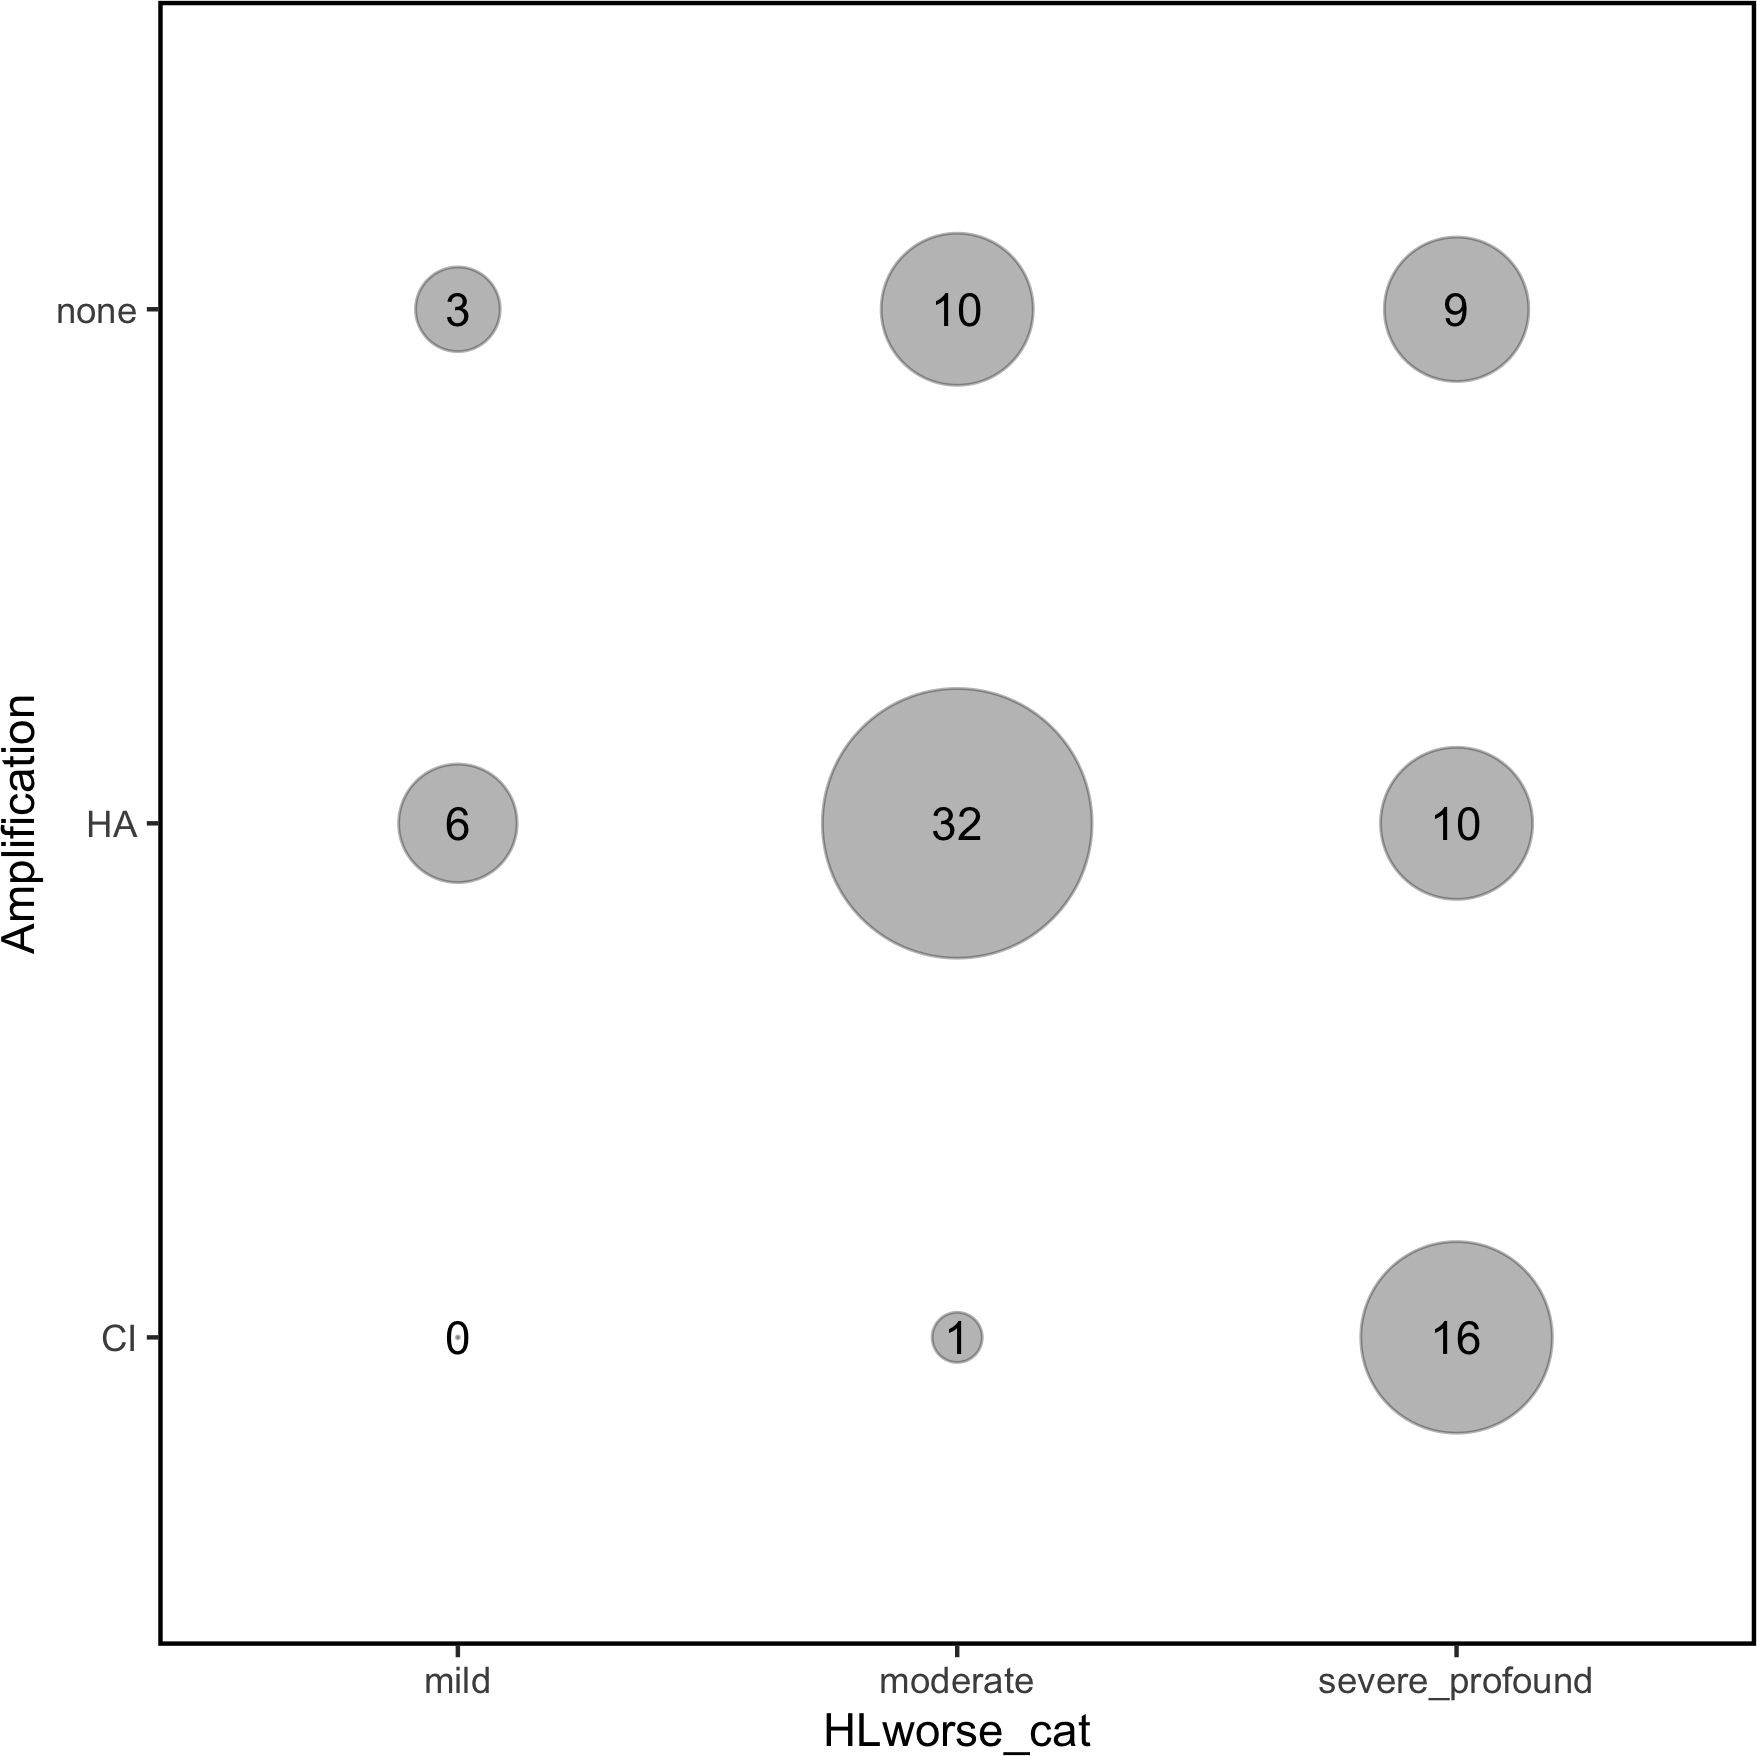 none
3
10
9
HA
6
32
10
CI
0
1
16
Amplification
mild
moderate
severe_profound
HLworse_cat